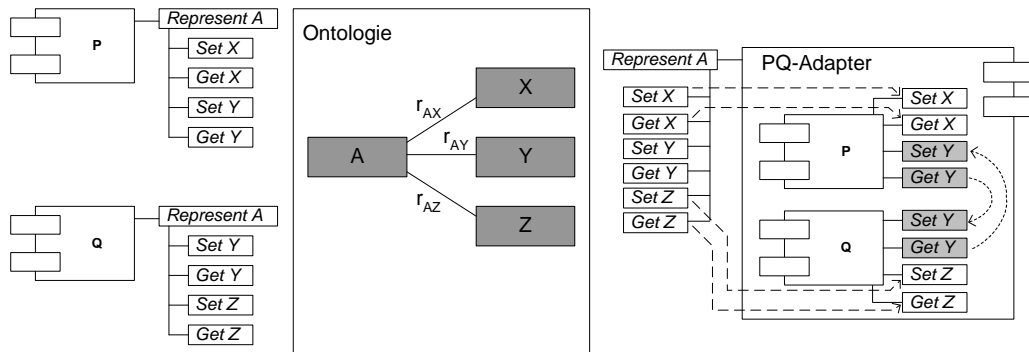 P
Represent A
Set X
Get X
Set Y
Get Y
Q
Represent A
Set Y
Get Y
Set Z
Get Z
Ontologie
A
rAX
rAY
rAZ
X
Y
Z
Represent A
Set X
Get X
Set Y
Get Y
Set Z
Get Z
PQ-Adapter
P
Set X
Get X
Set Y
Get Y
Q
Set Y
Get Y
Set Z
Get Z